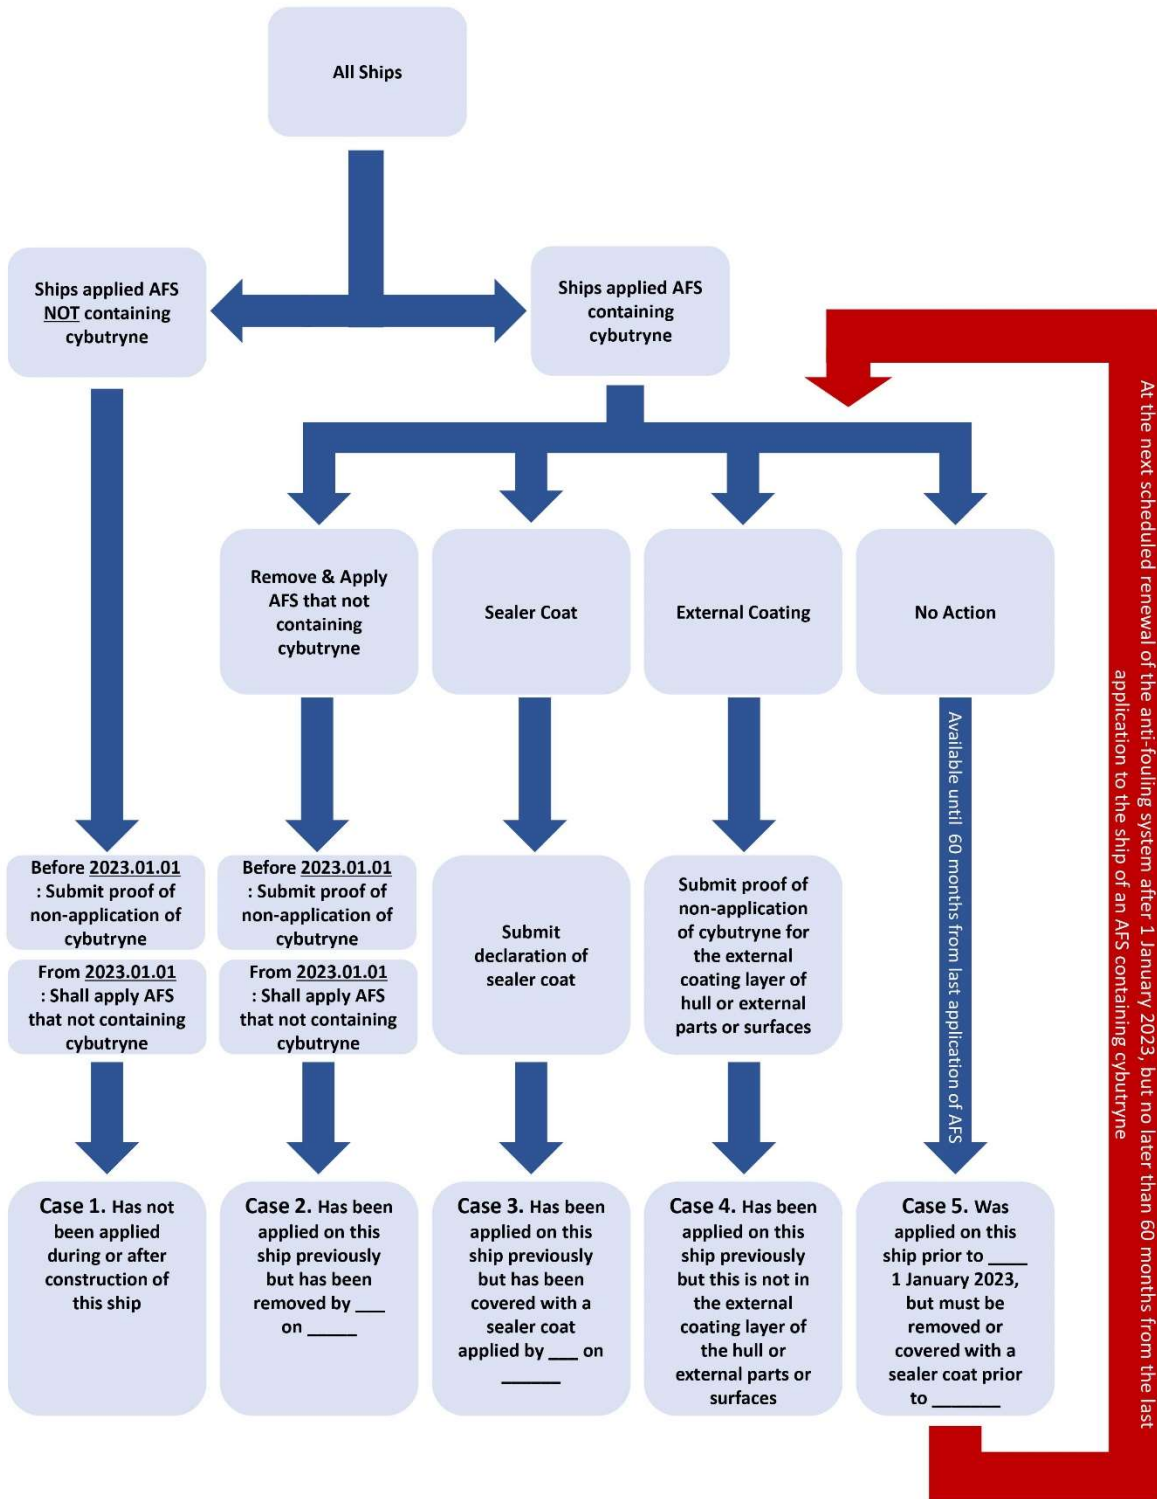 All Ships
Ships applied AFS
NOT containing
cybutryne
Ships applied AFS
containing
cybutryne
Remove & Apply
AFS that not
containing
cybutryne
Sealer Coat
External Coating
No Action
Before 2023.01.01
: Submit proof of
non-application of
cybutryne
From 2023.01.01
: Shall apply AFS
that not containing
cybutryne
Before 2023.01.01
: Submit proof of
non-application of
cybutryne
From 2023.01.01
: Shall apply AFS
that not containing
cybutryne
Submit
declaration of
sealer coat
Submit proof of
non-application
of cybutryne for
the external
coating layer of
hull or external
parts or surfaces
Available until 60 months from last application of AFS
Case 1. Has not
been applied
during or after
construction of
this ship
Case 2. Has been
applied on this
ship previously
but has been
removed by ___
on _____
Case 3. Has been
applied on this
ship previously
but has been
covered with a
sealer coat
applied by ___ on
______
Case 4. Has been
applied on this
ship previously
but this is not in
the external
coating layer of
the hull or
external parts or
surfaces
Case 5. Was
applied on this
ship prior to ____
1 January 2023,
but must be
removed or
covered with a
sealer coat prior
to _______
At the next scheduled renewal of the anti-fouling system after 1 January 2023, but no later than 60 months from the last
application to the ship of an AFS containing cybutryne